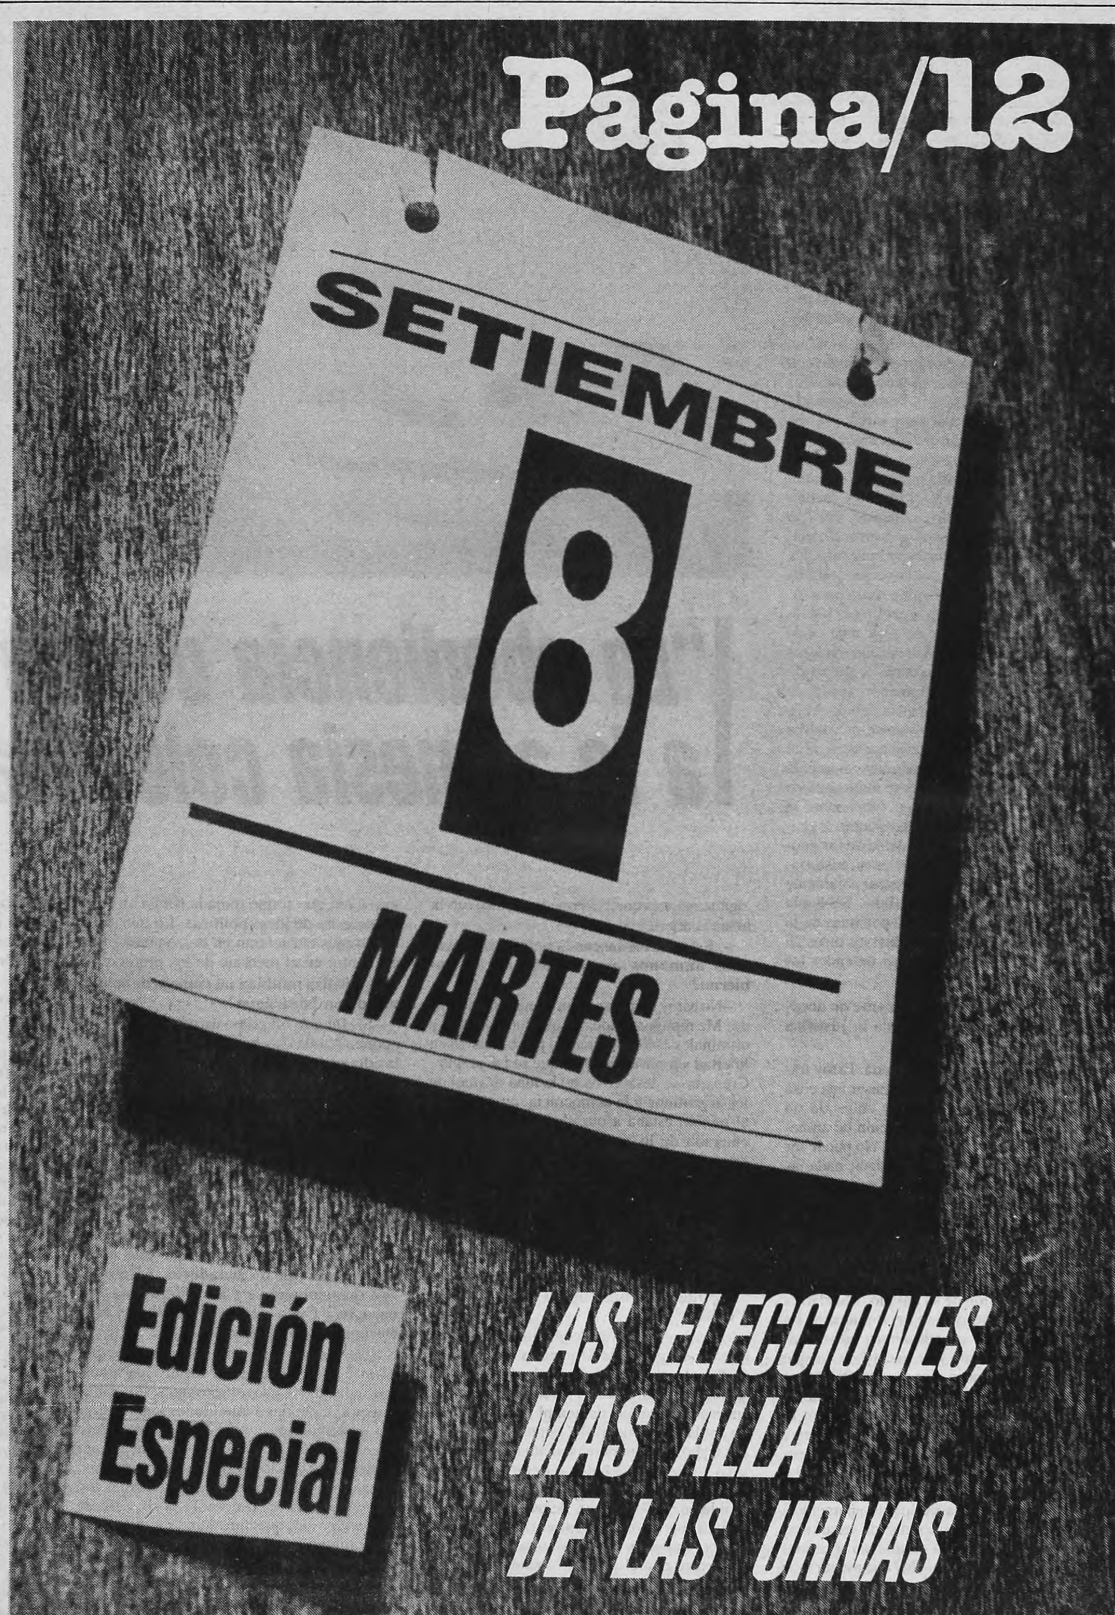 Página/12
SETIEMBRE
8
MARTES
Edición
Especial
LAS ELECCIONES,
MAS ALLA
DE LAS URNAS